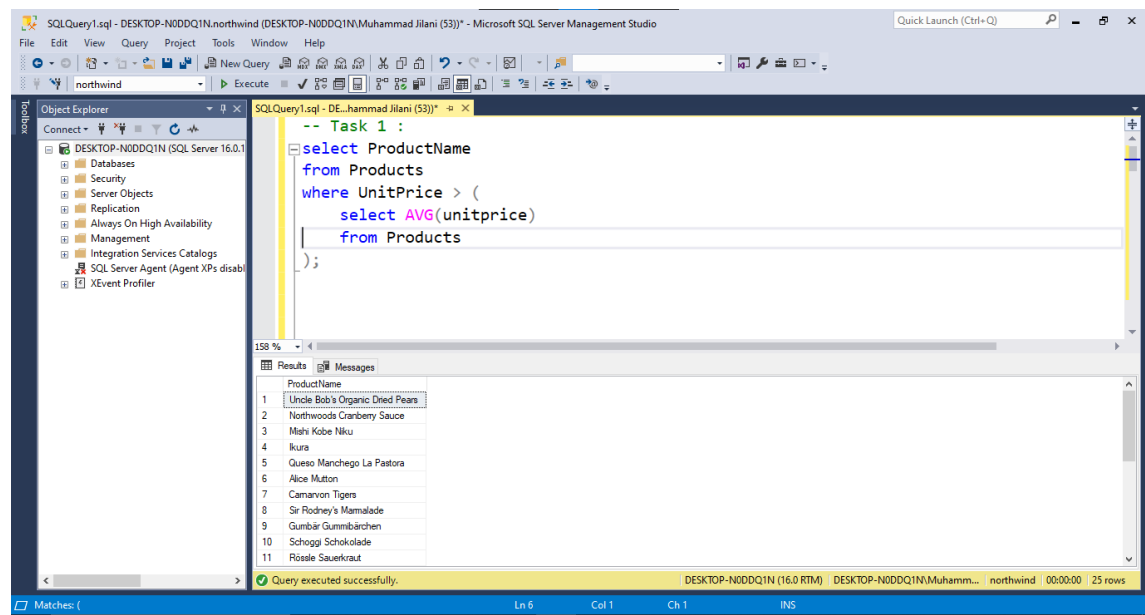 SQLQuery1.sql - DESKTOP-N0DDQ1N.northwind (DESKTOP-N0DDQ1N\Muhammad Jilani (53))* - Microsoft SQL Server Management Studio
Quick Launch (Ctrl+Q)
File Edit View Query Project Tools Window Help
New Query
northwind
Execute
Toolbox
Object Explorer
Connect
DESKTOP-N0DDQ1N (SQL Server 16.0.1
Databases
Security
Server Objects
Replication
Always On High Availability
Management
Integration Services Catalogs
SQL Server Agent (Agent XPs disabl
XEvent Profiler
SQLQuery1.sql - DE...hammad Jilani (53))*
-- Task 1 :
select ProductName
from Products
where UnitPrice > (
select AVG(unitprice)
from Products
);
158 %
Results Messages
ProductName
1 Uncle Bob's Organic Dried Pears
2 Northwoods Cranberry Sauce
3 Mishi Kobe Niku
4 Ikura
5 Queso Manchego La Pastora
6 Alice Mutton
7 Carnarvon Tigers
8 Sir Rodney's Marmalade
9 Gumbär Gummibärchen
10 Schoggi Schokolade
11 Rössle Sauerkraut
Query executed successfully.
DESKTOP-N0DDQ1N (16.0 RTM) DESKTOP-N0DDQ1N\Muhamm... northwind 00:00:00 25 rows
Matches: ( Ln 6 Col 1 Ch 1 INS